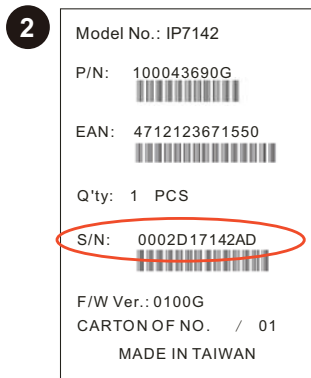 2
Model No.: IP7142
P/N: 100043690G
EAN: 4712123671550
Q'ty: 1 PCS
S/N: 0002D17142AD
F/W Ver.: 0100G
CARTON OF NO. / 01
MADE IN TAIWAN